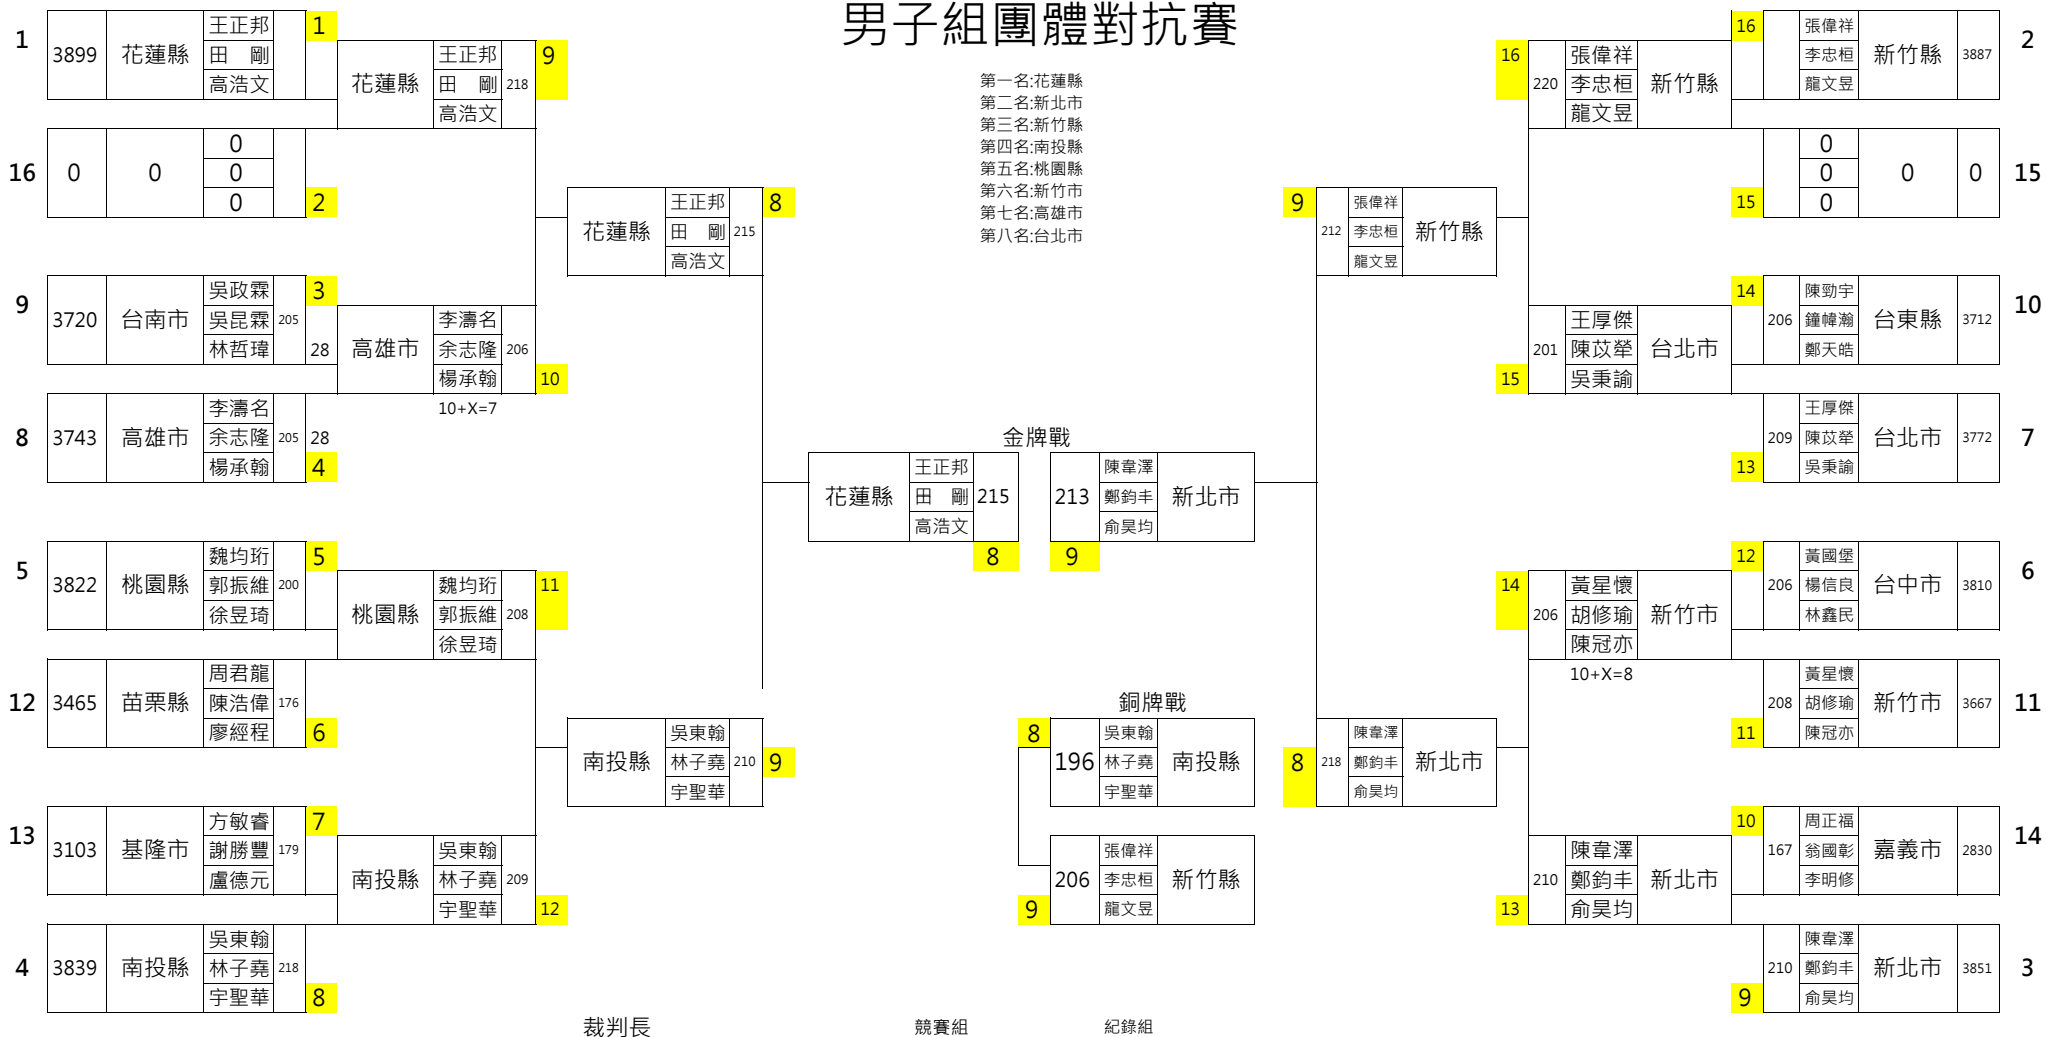 男子組團體對抗賽
第一名:花蓮縣
第二名:新北市
第三名:新竹縣
第四名:南投縣
第五名:桃園縣
第六名:新竹市
第七名:高雄市
第八名:台北市
1 3899 花蓮縣 王正邦 1
田 剛
高浩文
16 0 0 0
0
0 2
9 3720 台南市 吳政霖 3
吳昆霖 205
林哲瑋 28
8 3743 高雄市 李濤名
余志隆 205 28
楊承翰 4
5 3822 桃園縣 魏均珩 5
郭振維 200
徐昱琦
12 3465 苗栗縣 周君龍
陳浩偉 176
廖經程 6
13 3103 基隆市 方敏睿 7
謝勝豐 179
盧德元
4 3839 南投縣 吳東翰
林子堯 218
宇聖華 8
花蓮縣 王正邦 9
田 剛 218
高浩文
高雄市 李濤名
余志隆 206
楊承翰 10
10+X=7
桃園縣 魏均珩 11
郭振維 208
徐昱琦
南投縣 吳東翰
林子堯 209
宇聖華 12
花蓮縣 王正邦 8
田 剛 215
高浩文
南投縣 吳東翰
林子堯 210 9
宇聖華
金牌戰
花蓮縣 王正邦
田 剛 215
高浩文
8
陳韋澤
213 鄭鈞丰 新北市
俞昊均
9
銅牌戰
8 吳東翰
196 林子堯 南投縣
宇聖華
張偉祥
206 李忠桓 新竹縣
9 龍文昱
9 張偉祥
212 李忠桓 新竹縣
龍文昱
陳韋澤
8 218 鄭鈞丰 新北市
俞昊均
16 張偉祥
220 李忠桓 新竹縣
龍文昱
王厚傑
201 陳苡犖 台北市
15 吳秉諭
14 黃星懷
206 胡修瑜 新竹市
陳冠亦
10+X=8
陳韋澤
210 鄭鈞丰 新北市
13 俞昊均
16 張偉祥 2
李忠桓 新竹縣 3887
龍文昱
0
0 0 0 15
15 0
14 陳勁宇 10
206 鐘幃瀚 台東縣 3712
鄭天皓
王厚傑
209 陳苡犖 台北市 3772 7
13 吳秉諭
12 黃國堡 6
206 楊信良 台中市 3810
林鑫民
黃星懷
208 胡修瑜 新竹市 3667 11
11 陳冠亦
10 周正福 14
167 翁國彰 嘉義市 2830
李明修
陳韋澤
210 鄭鈞丰 新北市 3851 3
9 俞昊均
裁判長 競賽組 紀錄組